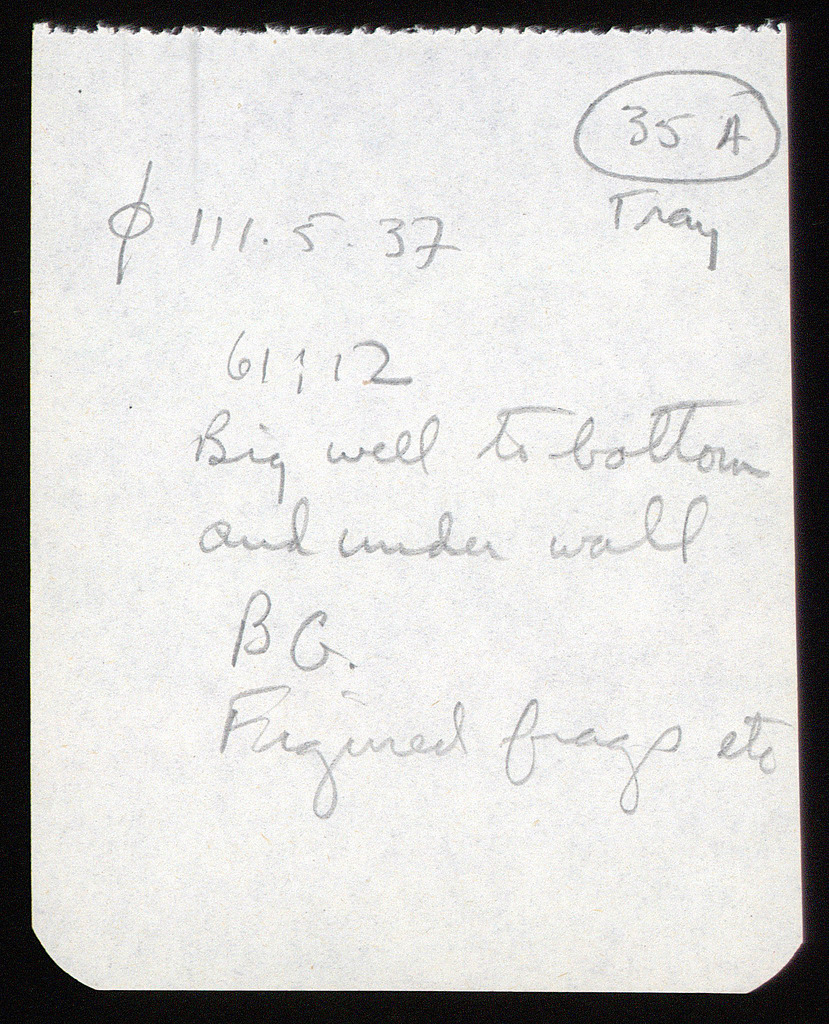 35 A
Tray
φ 111. 5. 37
61 : 12
Big well to bottom
and under wall
B G.
Figured frags etc